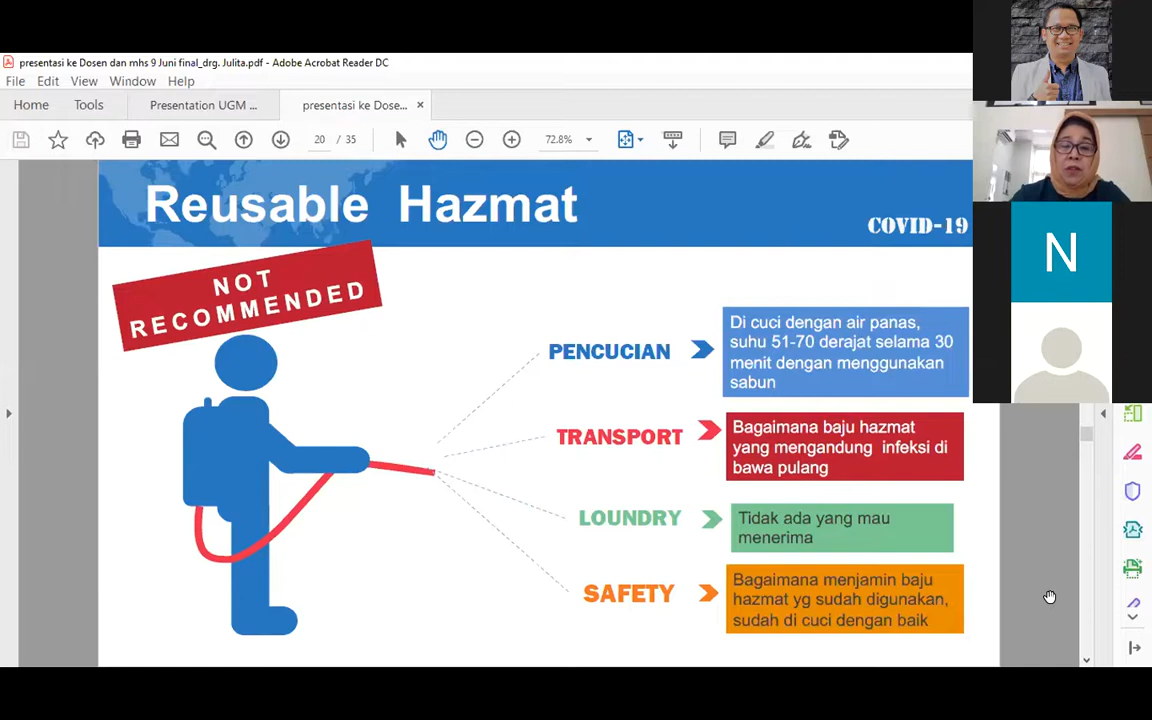 presentasi ke Dosen dan mhs 9 Juni final_drg. Julita.pdf - Adobe Acrobat Reader DC
File Edit View Window Help
Home Tools Presentation UGM ... presentasi ke Dose... ×
20 / 35 72.8%
Reusable Hazmat
COVID-19
NOT
RECOMMENDED
PENCUCIAN
Di cuci dengan air panas,
suhu 51-70 derajat selama 30
menit dengan menggunakan
sabun
TRANSPORT
Bagaimana baju hazmat
yang mengandung infeksi di
bawa pulang
LOUNDRY
Tidak ada yang mau
menerima
SAFETY
Bagaimana menjamin baju
hazmat yg sudah digunakan,
sudah di cuci dengan baik
N